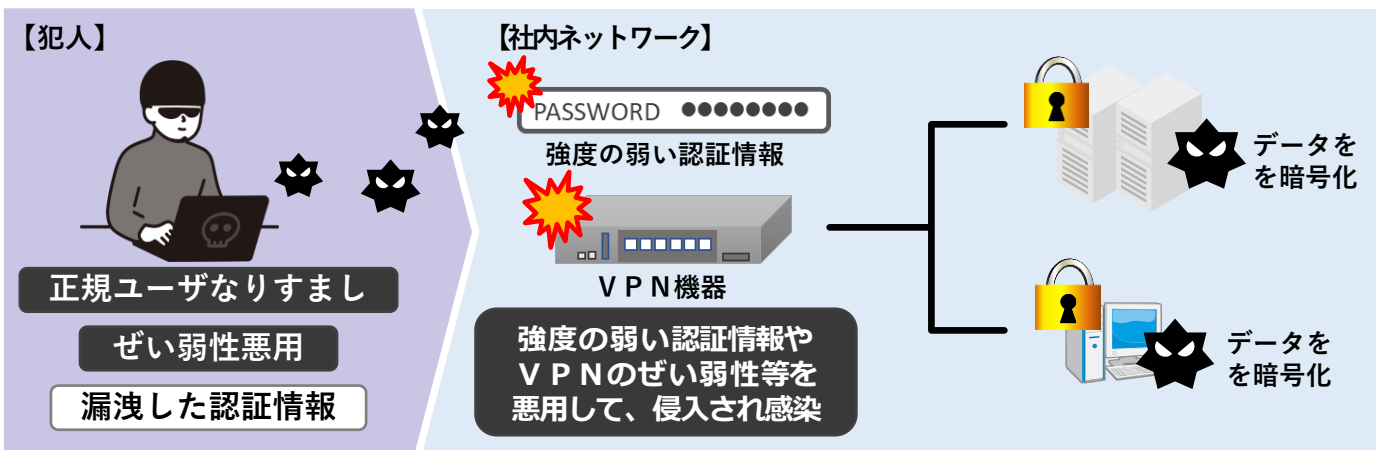 【犯人】
正規ユーザなりすまし
ぜい弱性悪用
漏洩した認証情報
【社内ネットワーク】
PASSWORD ●●●●●●●●
強度の弱い認証情報
ＶＰＮ機器
強度の弱い認証情報や
ＶＰＮのぜい弱性等を
悪用して、侵入され感染
データを
を暗号化
データを
を暗号化